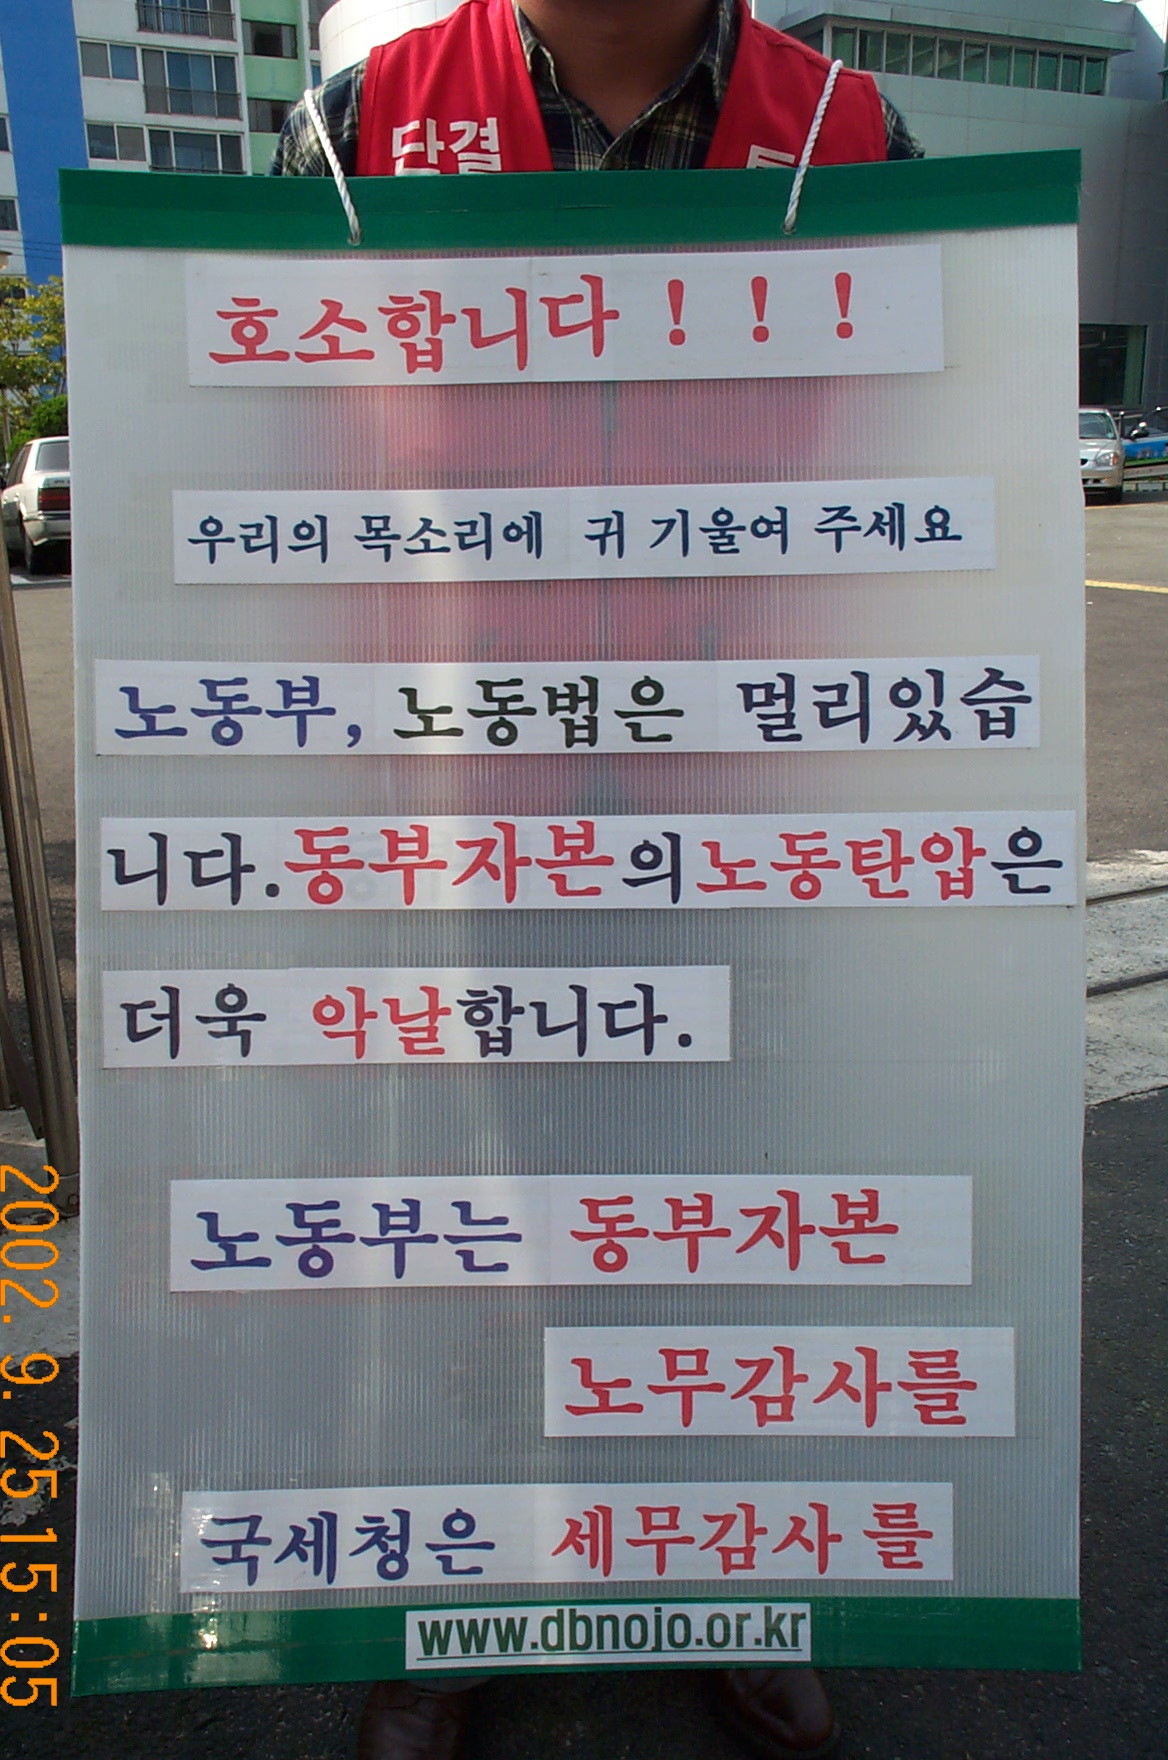 단결
호소합니다 ! ! !
우리의 목소리에 귀 기울여 주세요
노동부, 노동법은 멀리있습
니다.동부자본의노동탄압은
더욱 악날합니다.
노동부는 동부자본
노무감사를
국세청은 세무감사 를
www.dbnojo.or.kr
2002. 9. 25 15:05